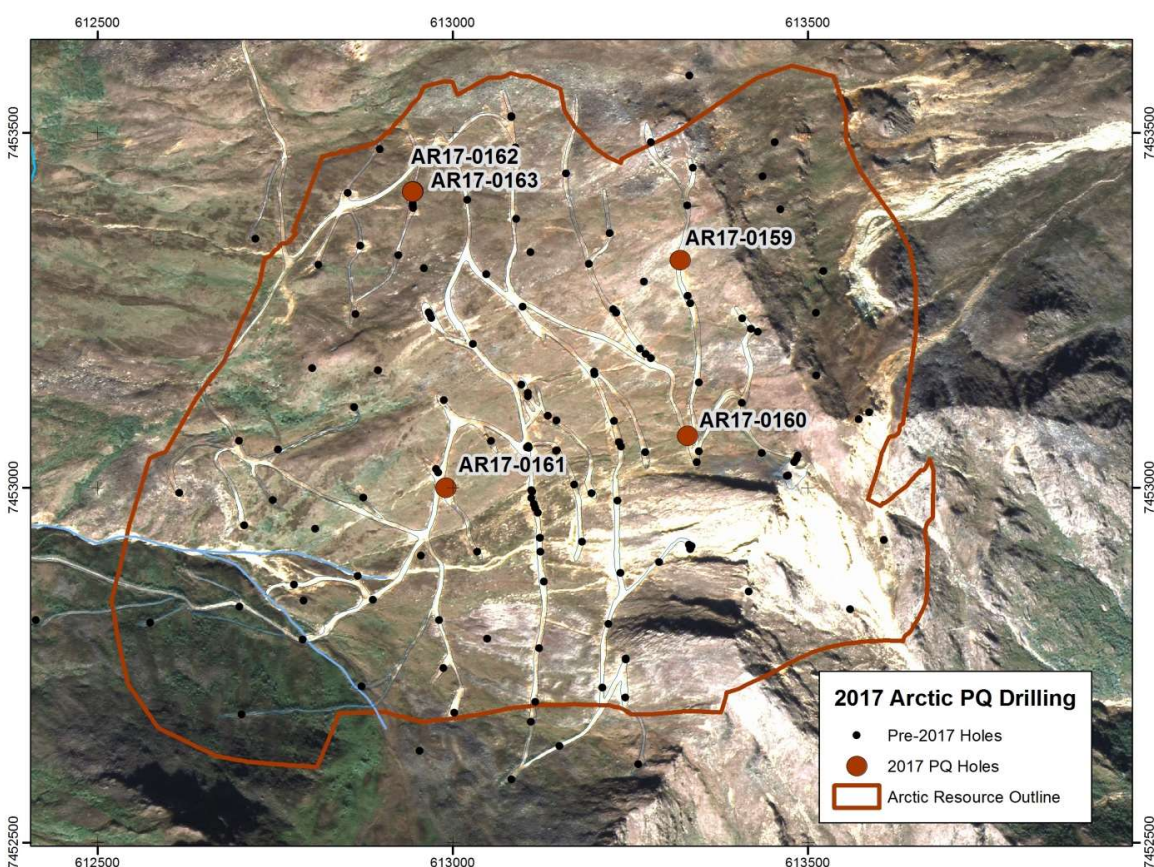 612500
613000
613500
7453500
7453500
AR17-0162
AR17-0163
AR17-0159
AR17-0160
AR17-0161
7453000
7453000
2017 Arctic PQ Drilling
Pre-2017 Holes
2017 PQ Holes
Arctic Resource Outline
7452500
7452500
612500
613000
613500